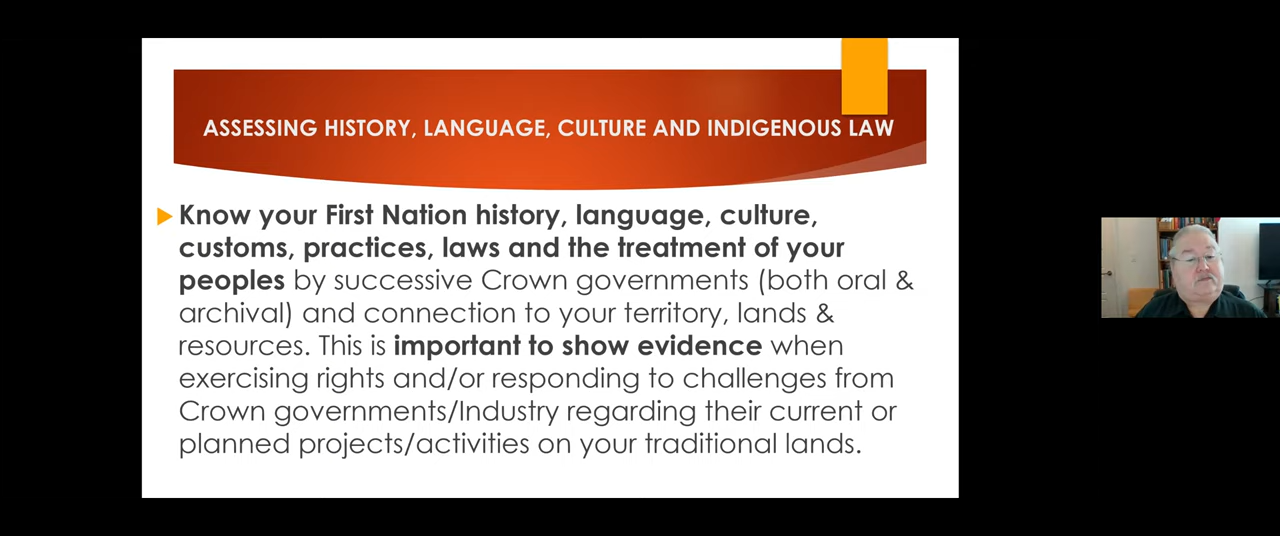 ASSESSING HISTORY, LANGUAGE, CULTURE AND INDIGENOUS LAW
Know your First Nation history, language, culture,
customs, practices, laws and the treatment of your
peoples by successive Crown governments (both oral &
archival) and connection to your territory, lands &
resources. This is important to show evidence when
exercising rights and/or responding to challenges from
Crown governments/Industry regarding their current or
planned projects/activities on your traditional lands.